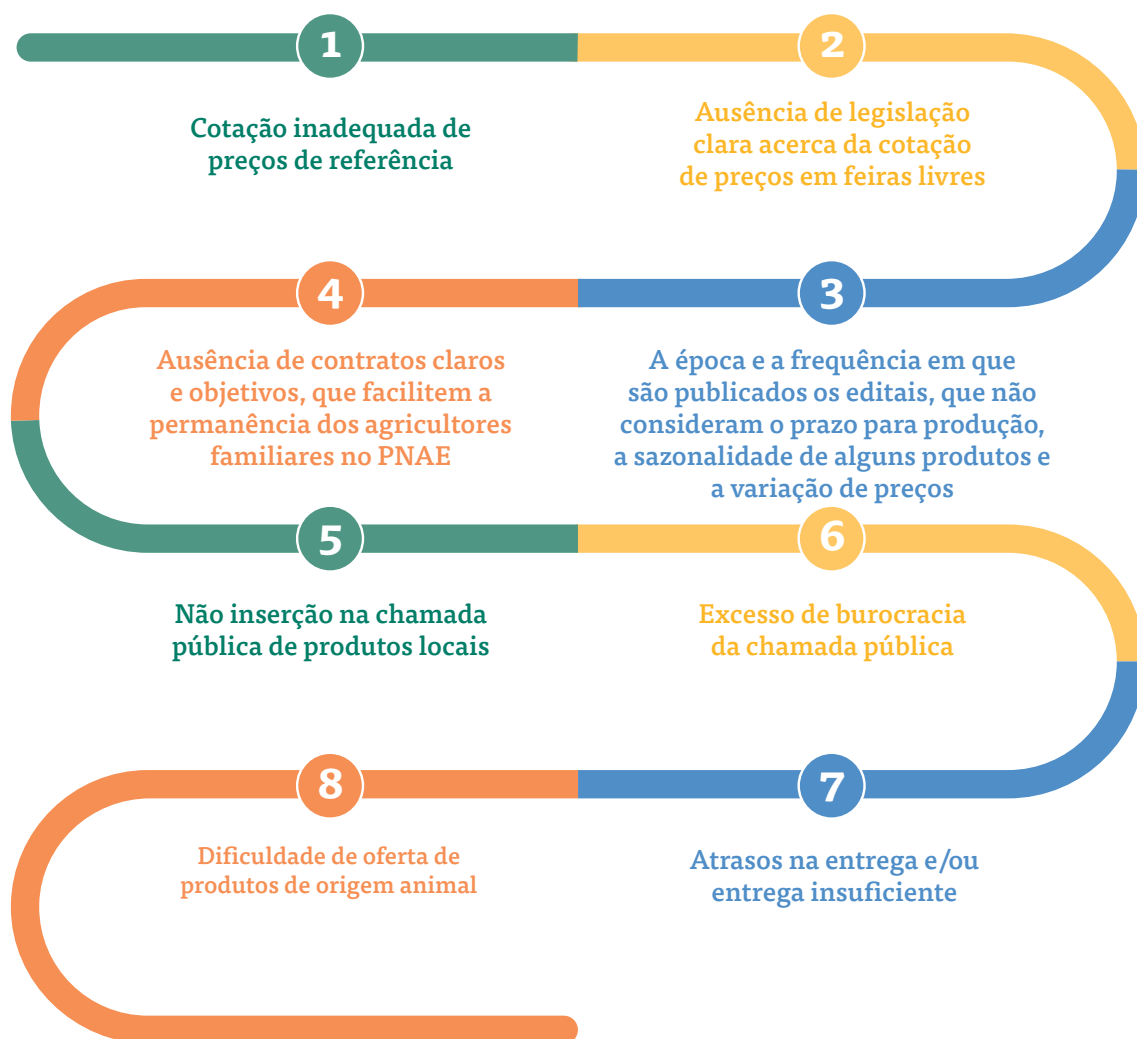 1
Cotação inadequada de
preços de referência
2
Ausência de legislação
clara acerca da cotação
de preços em feiras livres
3
A época e a frequência em que
são publicados os editais, que não
consideram o prazo para produção,
a sazonalidade de alguns produtos e
a variação de preços
4
Ausência de contratos claros
e objetivos, que facilitem a
permanência dos agricultores
familiares no PNAE
5
Não inserção na chamada
pública de produtos locais
6
Excesso de burocracia
da chamada pública
7
Atrasos na entrega e/ou
entrega insuficiente
8
Dificuldade de oferta de
produtos de origem animal